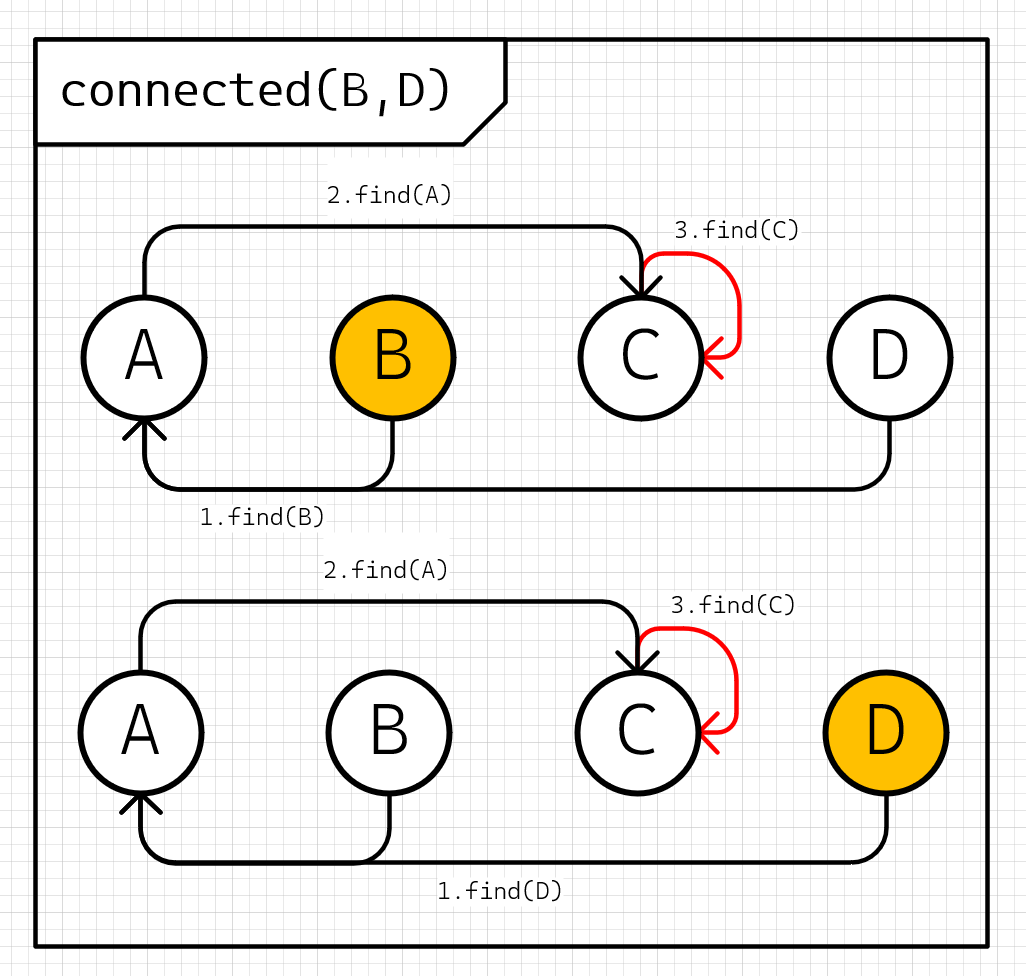 connected(B,D)
2.find(A)
3.find(C)
A B C D
1.find(B)
2.find(A)
3.find(C)
A B C D
1.find(D)